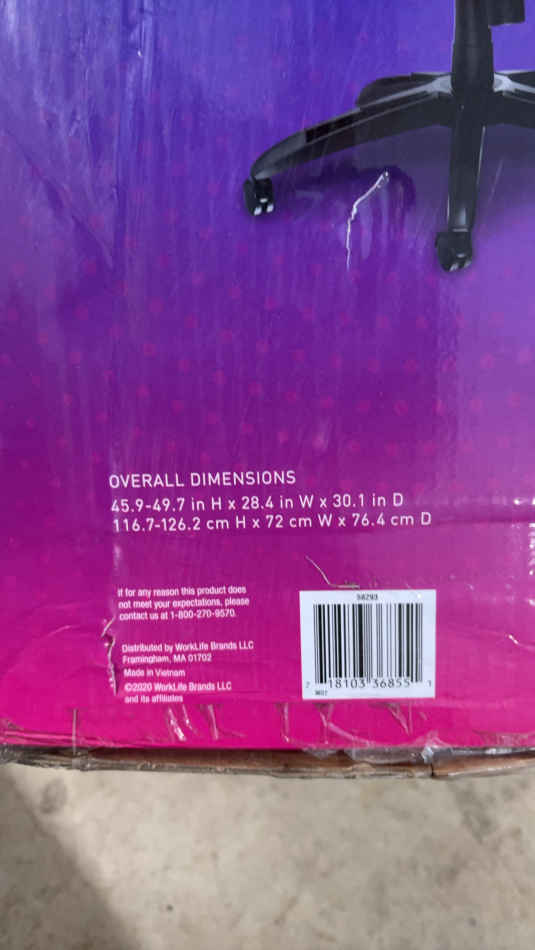 OVERALL DIMENSIONS
45.9-49.7 in H x 28.4 in W x 30.1 in D
116.7-126.2 cm H x 72 cm W x 76.4 cm D
If for any reason this product does
not meet your expectations, please
contact us at 1-800-270-9570.
Distributed by WorkLife Brands LLC
Framingham, MA 01702
Made in Vietnam
©2020 WorkLife Brands LLC
and its affiliates
58293
7 18103 36855 1